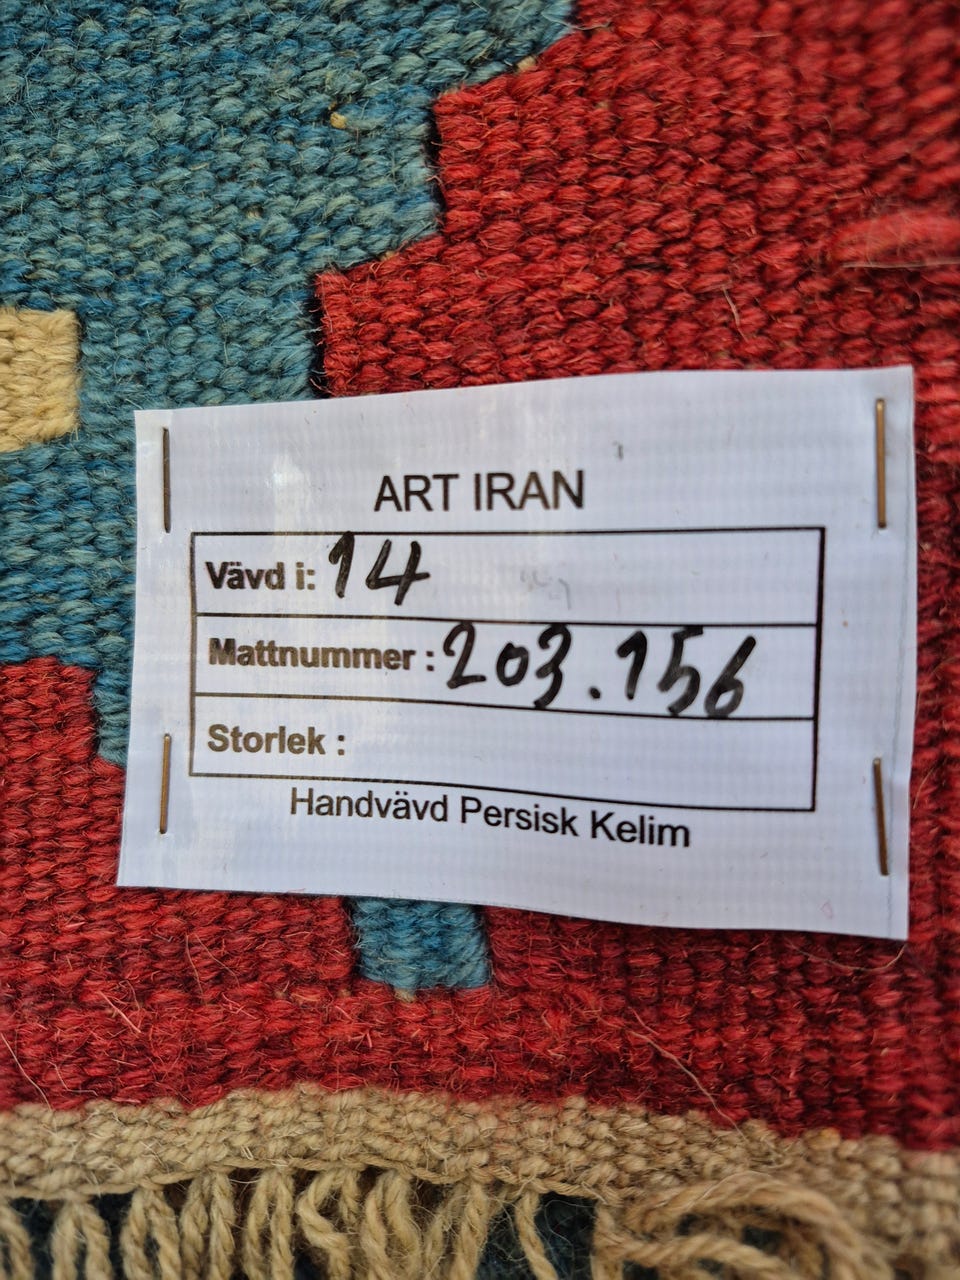 ART IRAN
Vävd i: 14
Mattnummer : 203.156
Storlek :
Handvävd Persisk Kelim